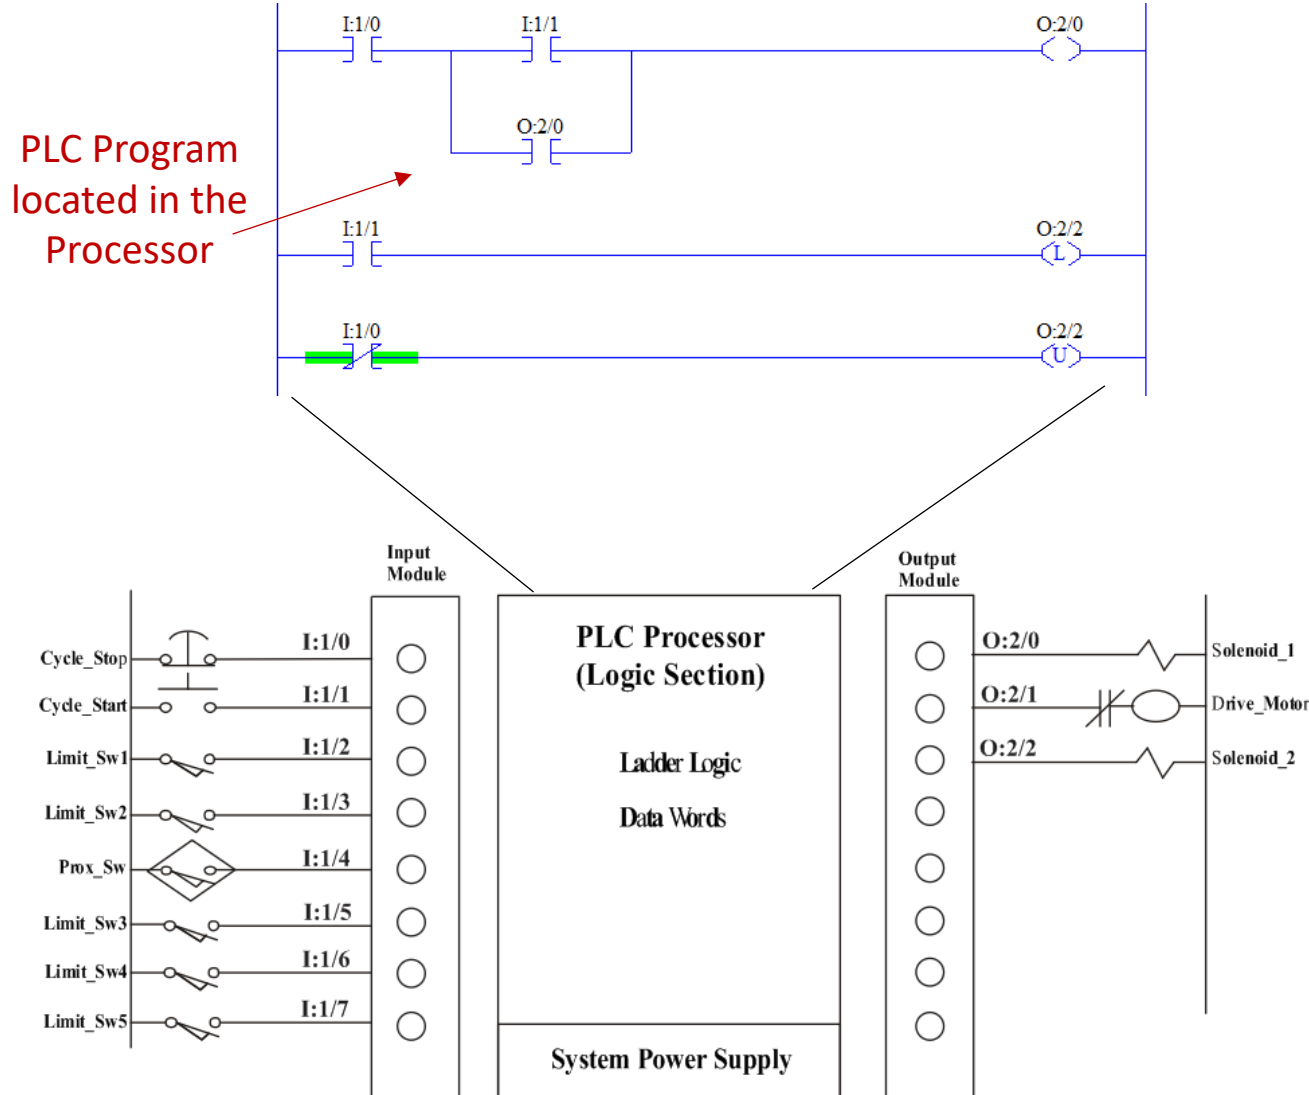 I:1/0 I:1/1 O:2/0
O:2/0
PLC Program
located in the
Processor
I:1/1 O:2/2
L
I:1/0 O:2/2
U
Input
Module
Output
Module
PLC Processor
(Logic Section)
Ladder Logic
Data Words
System Power Supply
Cycle_Stop I:1/0
Cycle_Start I:1/1
Limit_Sw1 I:1/2
Limit_Sw2 I:1/3
Prox_Sw I:1/4
Limit_Sw3 I:1/5
Limit_Sw4 I:1/6
Limit_Sw5 I:1/7
O:2/0 Solenoid_1
O:2/1 Drive_Motor
O:2/2 Solenoid_2